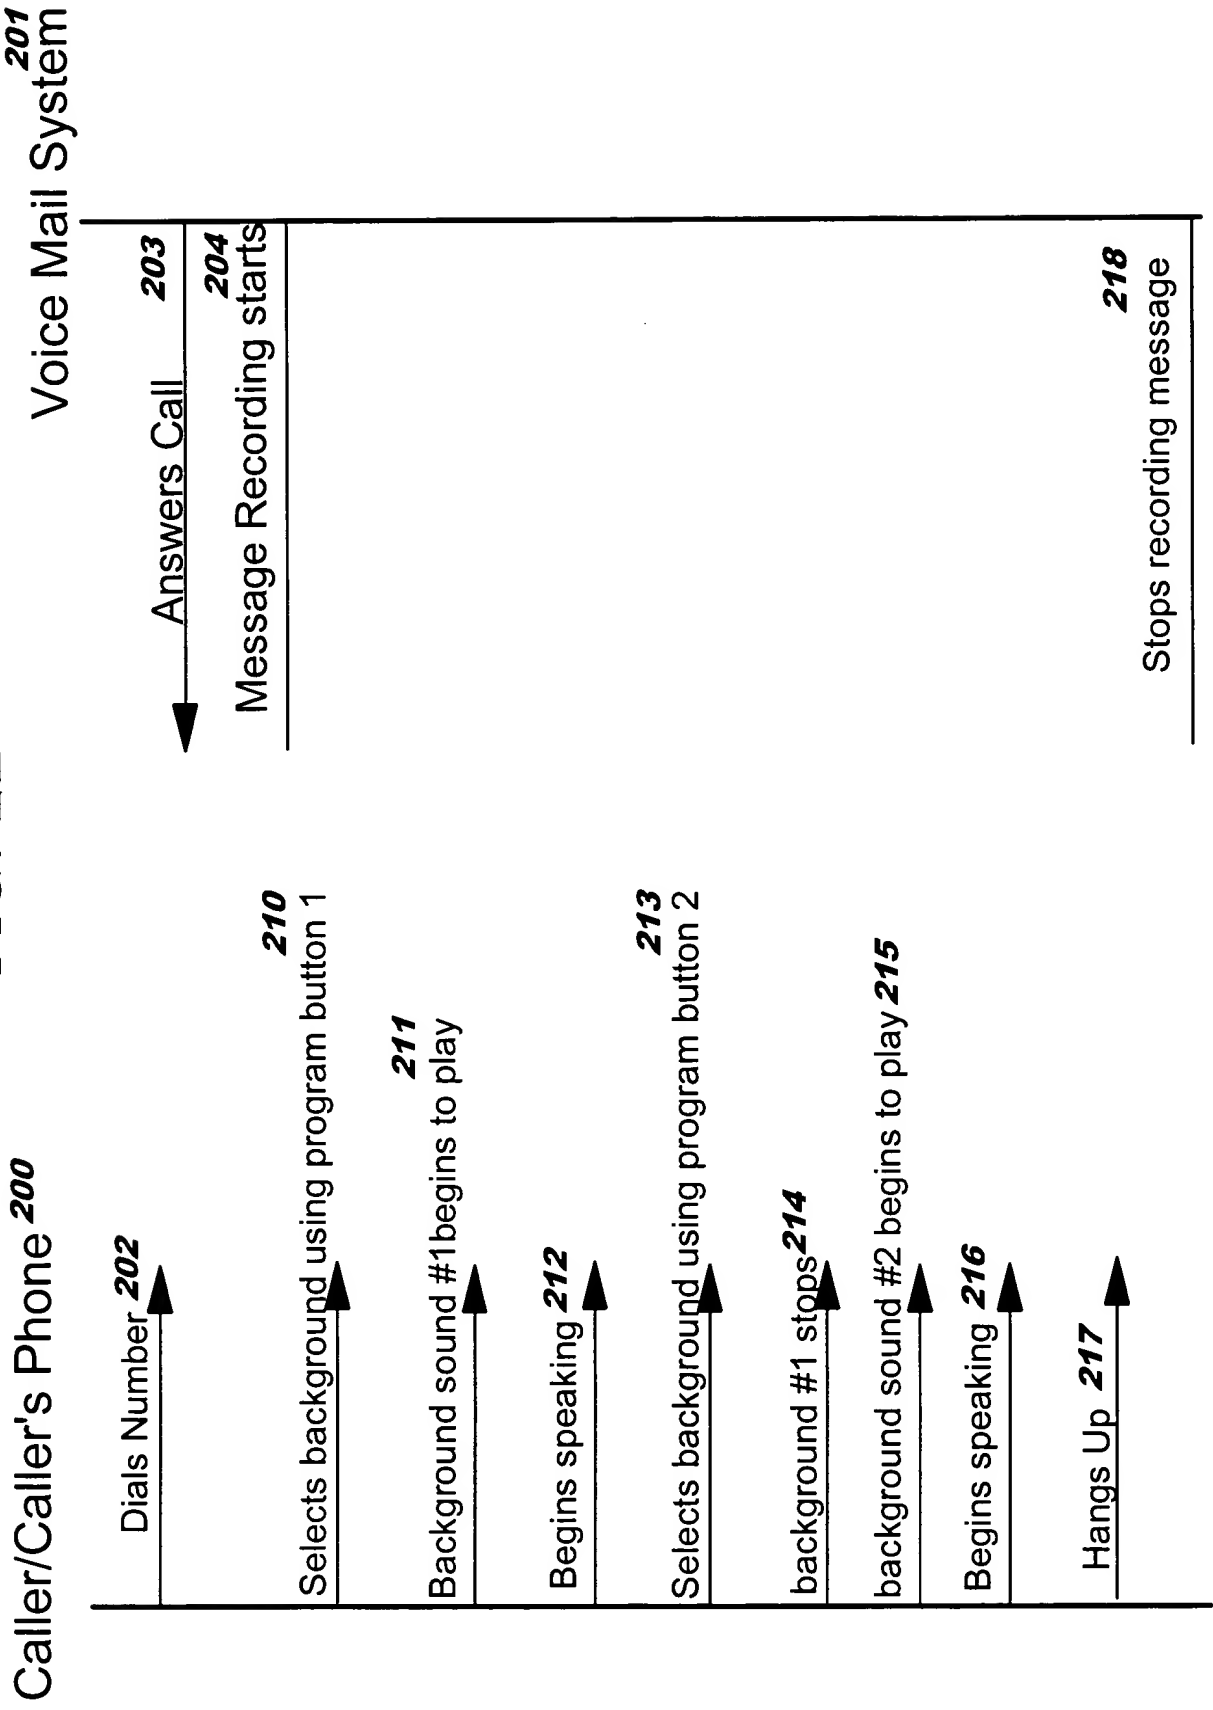 Caller/Caller's Phone 200
Voice Mail System 201
Dials Number 202
Answers Call 203
Message Recording starts 204
Selects background using program button 1 210
Background sound #1begins to play 211
Begins speaking 212
Selects background using program button 2 213
background #1 stops 214
background sound #2 begins to play 215
Begins speaking 216
Hangs Up 217
Stops recording message 218